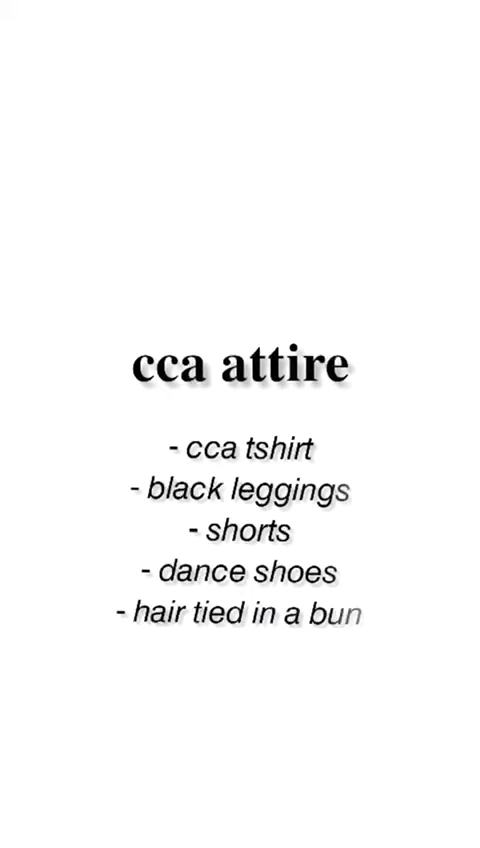 cca attire
- cca tshirt
- black leggings
- shorts
- dance shoes
- hair tied in a bun